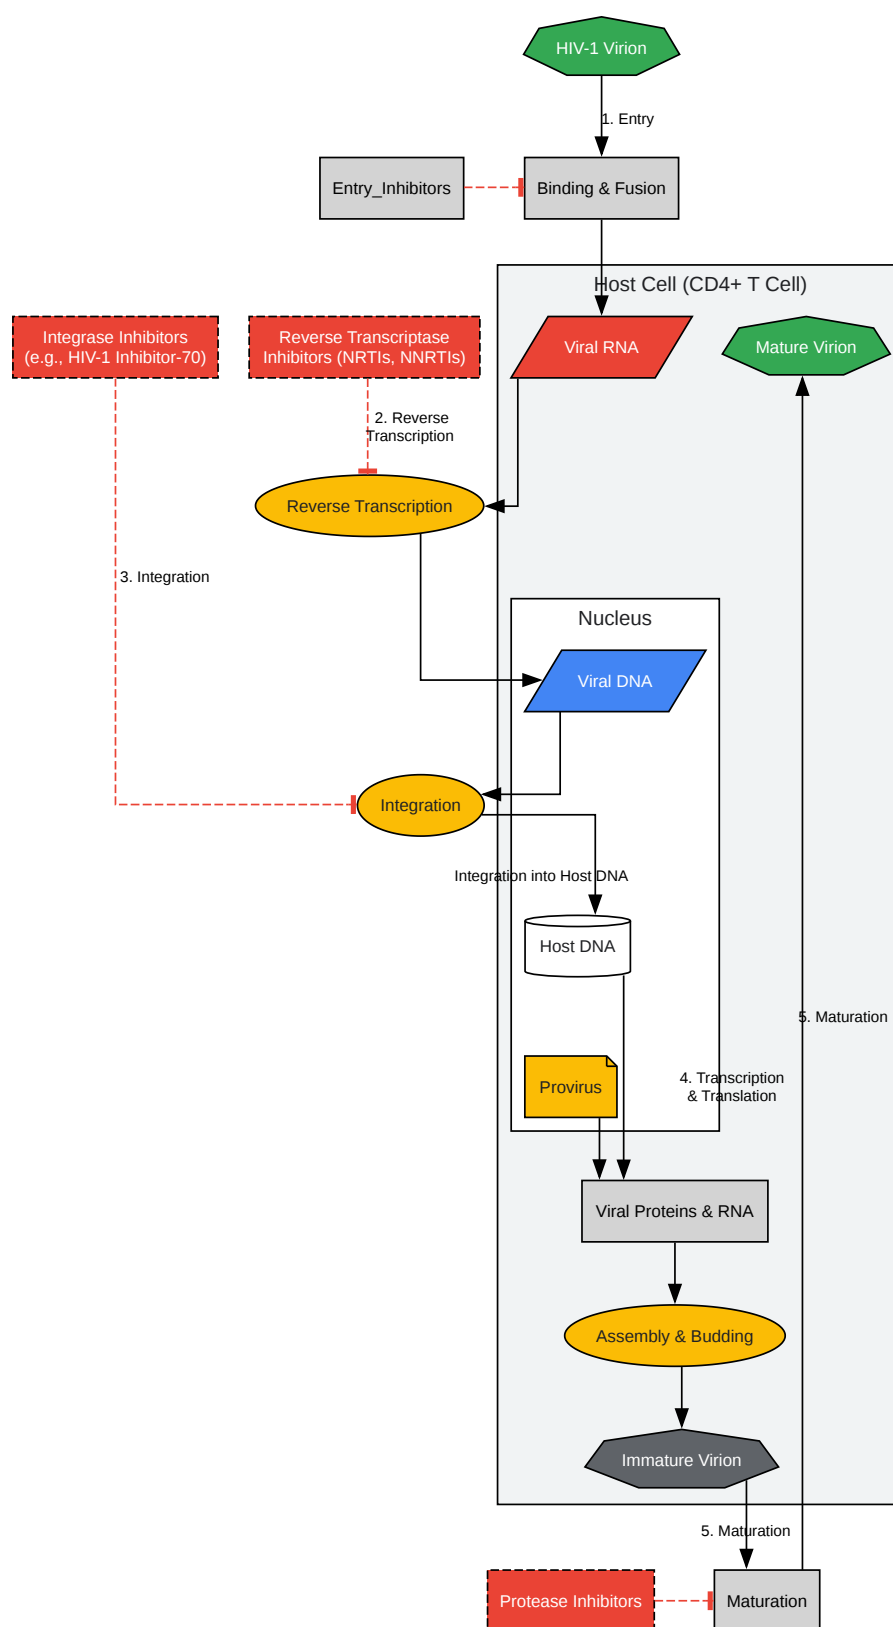 HIV-1 Virion
1. Entry
Entry_Inhibitors
Binding & Fusion
Host Cell (CD4+ T Cell)
Integrase Inhibitors
(e.g., HIV-1 Inhibitor-70)
Reverse Transcriptase
Inhibitors (NRTIs, NNRTIs)
Viral RNA
Mature Virion
2. Reverse
Transcription
Reverse Transcription
3. Integration
Nucleus
Viral DNA
Integration
Integration into Host DNA
Host DNA
5. Maturation
Provirus
4. Transcription
& Translation
Viral Proteins & RNA
Assembly & Budding
Immature Virion
5. Maturation
Protease Inhibitors
Maturation